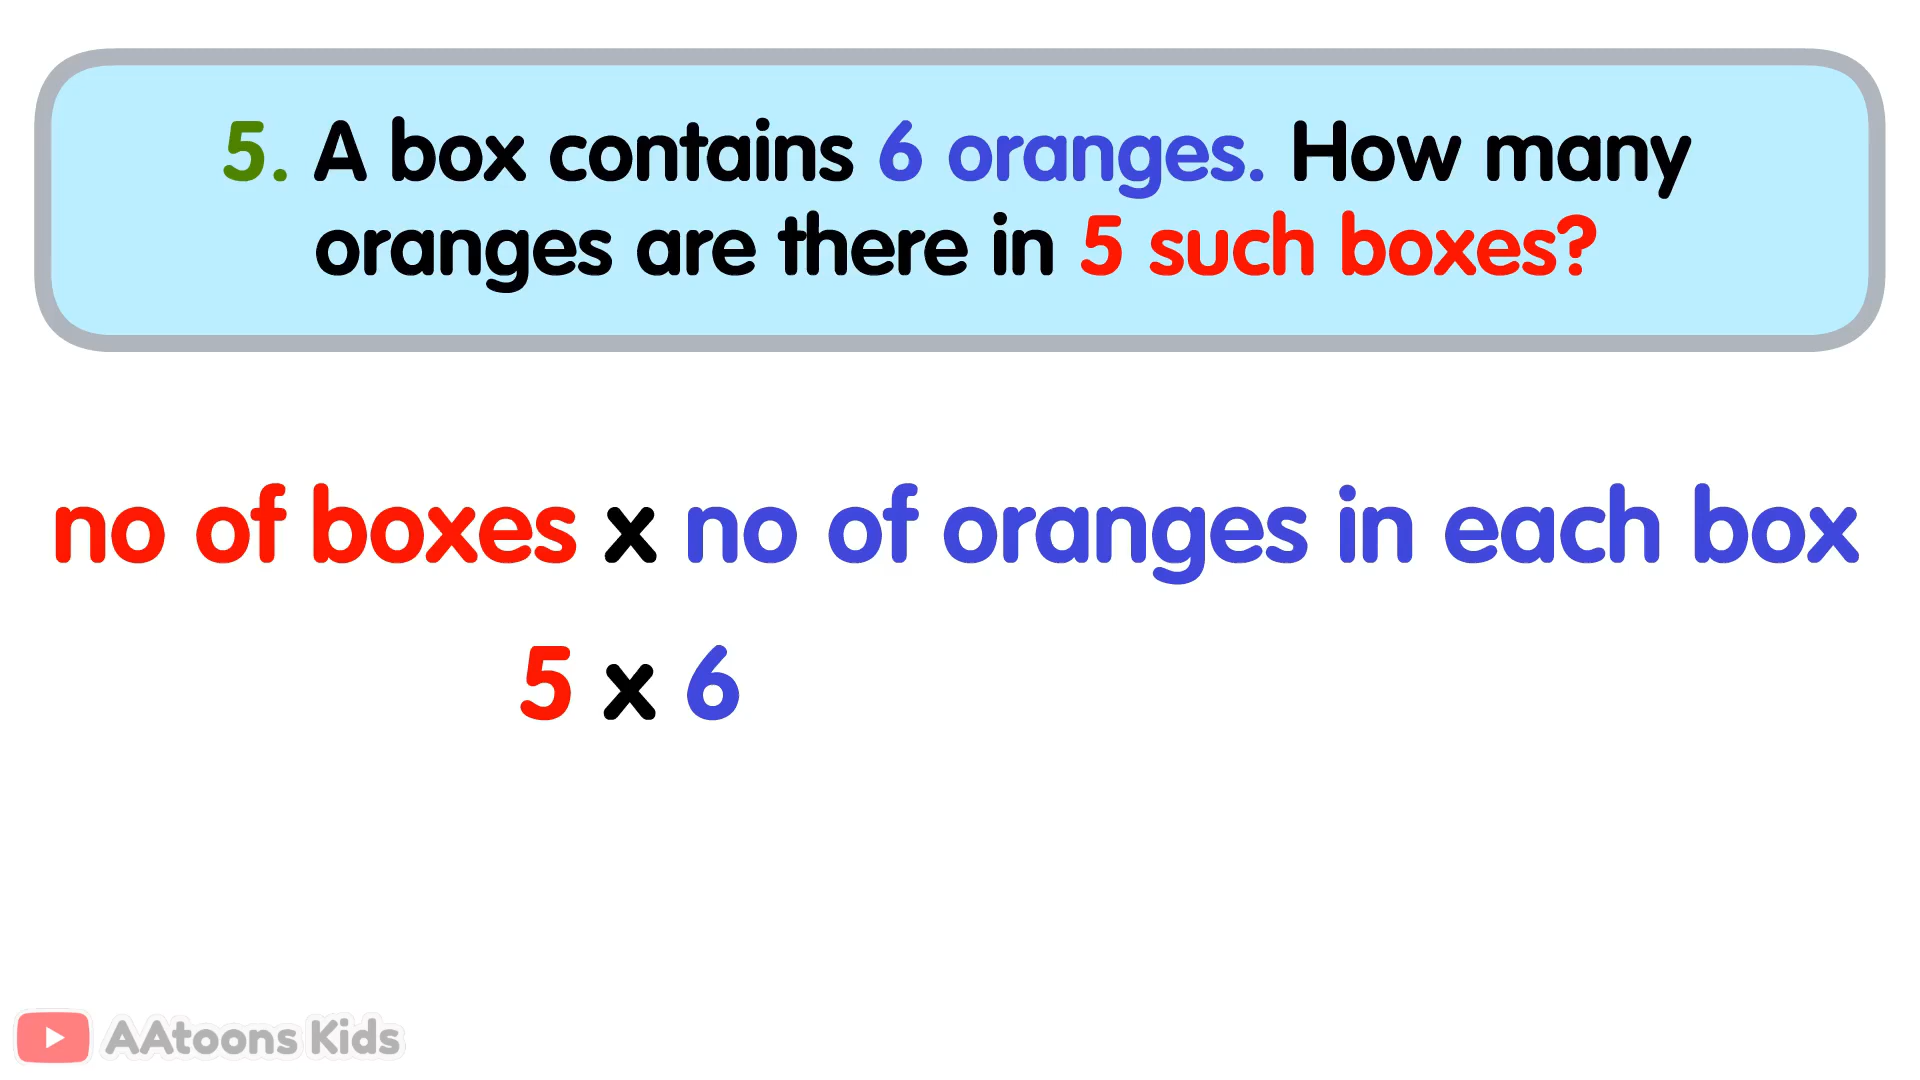 5. A box contains 6 oranges. How many
oranges are there in 5 such boxes?
no of boxes x no of oranges in each box
5 x 6
AAtoons Kids